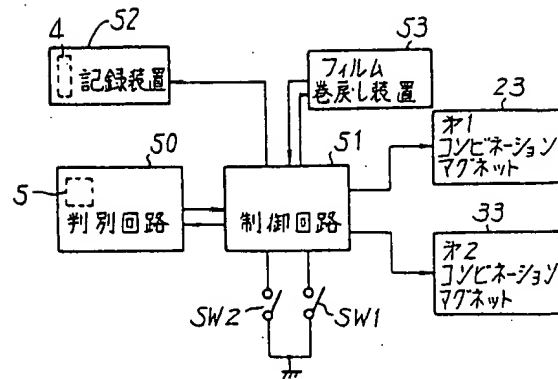 4
52
記録装置
53
フィルム
巻戻し装置
23
才1
コンビネーション
マグネット
50
5
判別回路
51
制御回路
33
才2
コンビネーション
マグネット
SW2
SW1